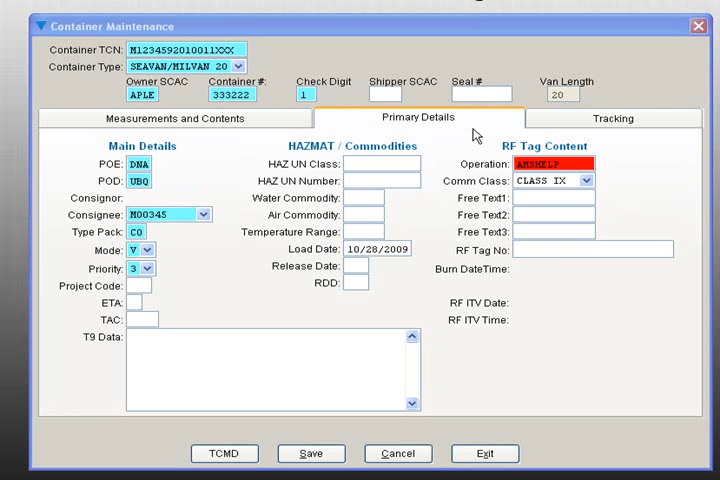 Container Maintenance
Container TCN: M1234592010011XXX
Container Type: SEAVAN/MILVAN 20
Owner SCAC Container #: Check Digit Shipper SCAC Seal # Van Length
APLE 333222 1 20
Measurements and Contents Primary Details Tracking
Main Details HAZMAT / Commodities RF Tag Content
POE: DNA HAZ UN Class: Operation: AMSHELP
POD: UBQ HAZ UN Number: Comm Class: CLASS IX
Consignor: Water Commodity: Free Text1:
Consignee: M00345 Air Commodity: Free Text2:
Type Pack: CO Temperature Range: Free Text3:
Mode: V Load Date: 10/28/2009 RF Tag No:
Priority: 3 Release Date: Burn DateTime:
Project Code: RDD:
ETA: RF ITV Date:
TAC: RF ITV Time:
T9 Data:
TCMD Save Cancel Exit